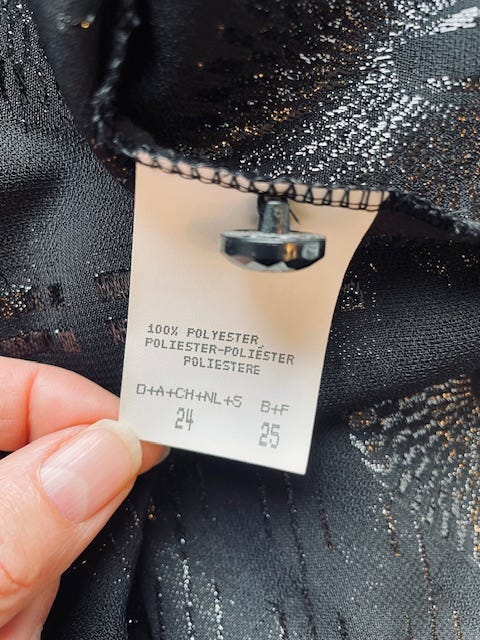 100% POLYESTER
POLIESTER-POLIÉSTER
POLIESTERE
D+A+CH+NL+S B+F
24 25